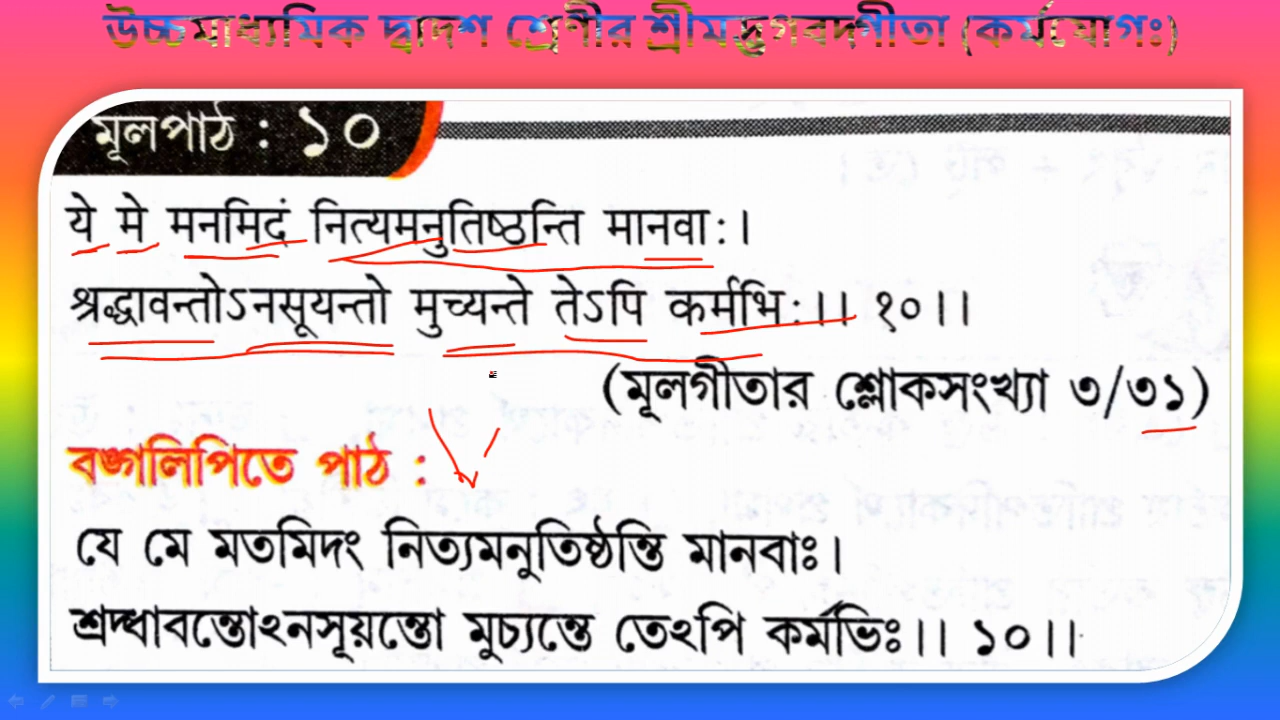 উচ্চমাধ্যমিক দ্বাদশ শ্রেণীর শ্রীমদ্ভগবদগীতা (কর্মযোগঃ)
মূলপাঠ : ১০
ये मे मनमिदं नित्यमनुतिष्ठन्ति मानवाः।
श्रद्धावन्तोऽनसूयन्तो मुच्यन्ते तेऽपि कर्मभिः।। १०।।
(মূলগীতার শ্লোকসংখ্যা ৩/৩১)
বঙ্গলিপিতে পাঠ :
যে মে মতমিদং নিত্যমনুতিষ্ঠন্তি মানবাঃ।
শ্রদ্ধাবন্তোঽনসূয়ন্তো মুচ্যন্তে তেঽপি কর্মভিঃ।। ১০।।